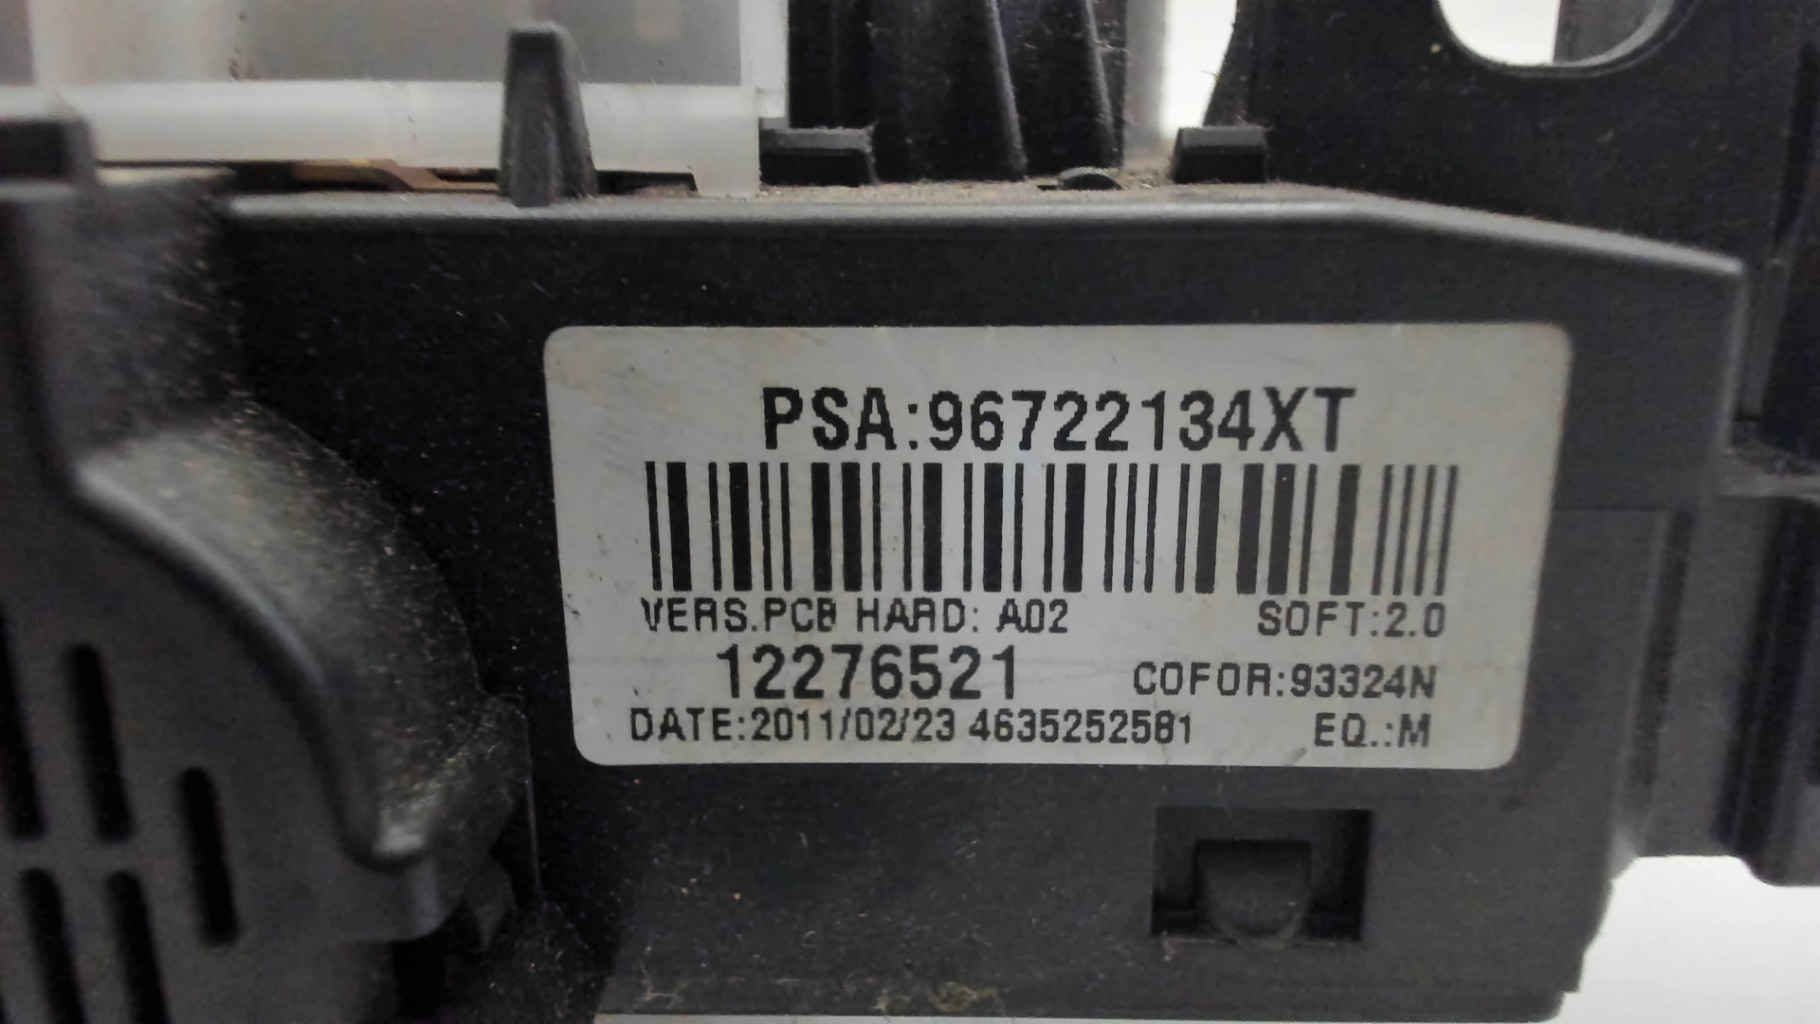 PSA:96722134XT
VERS.PCB HARD: A02 SOFT:2.0
12276521 COFOR:93324N
DATE:2011/02/23 4635252581 EQ.:M